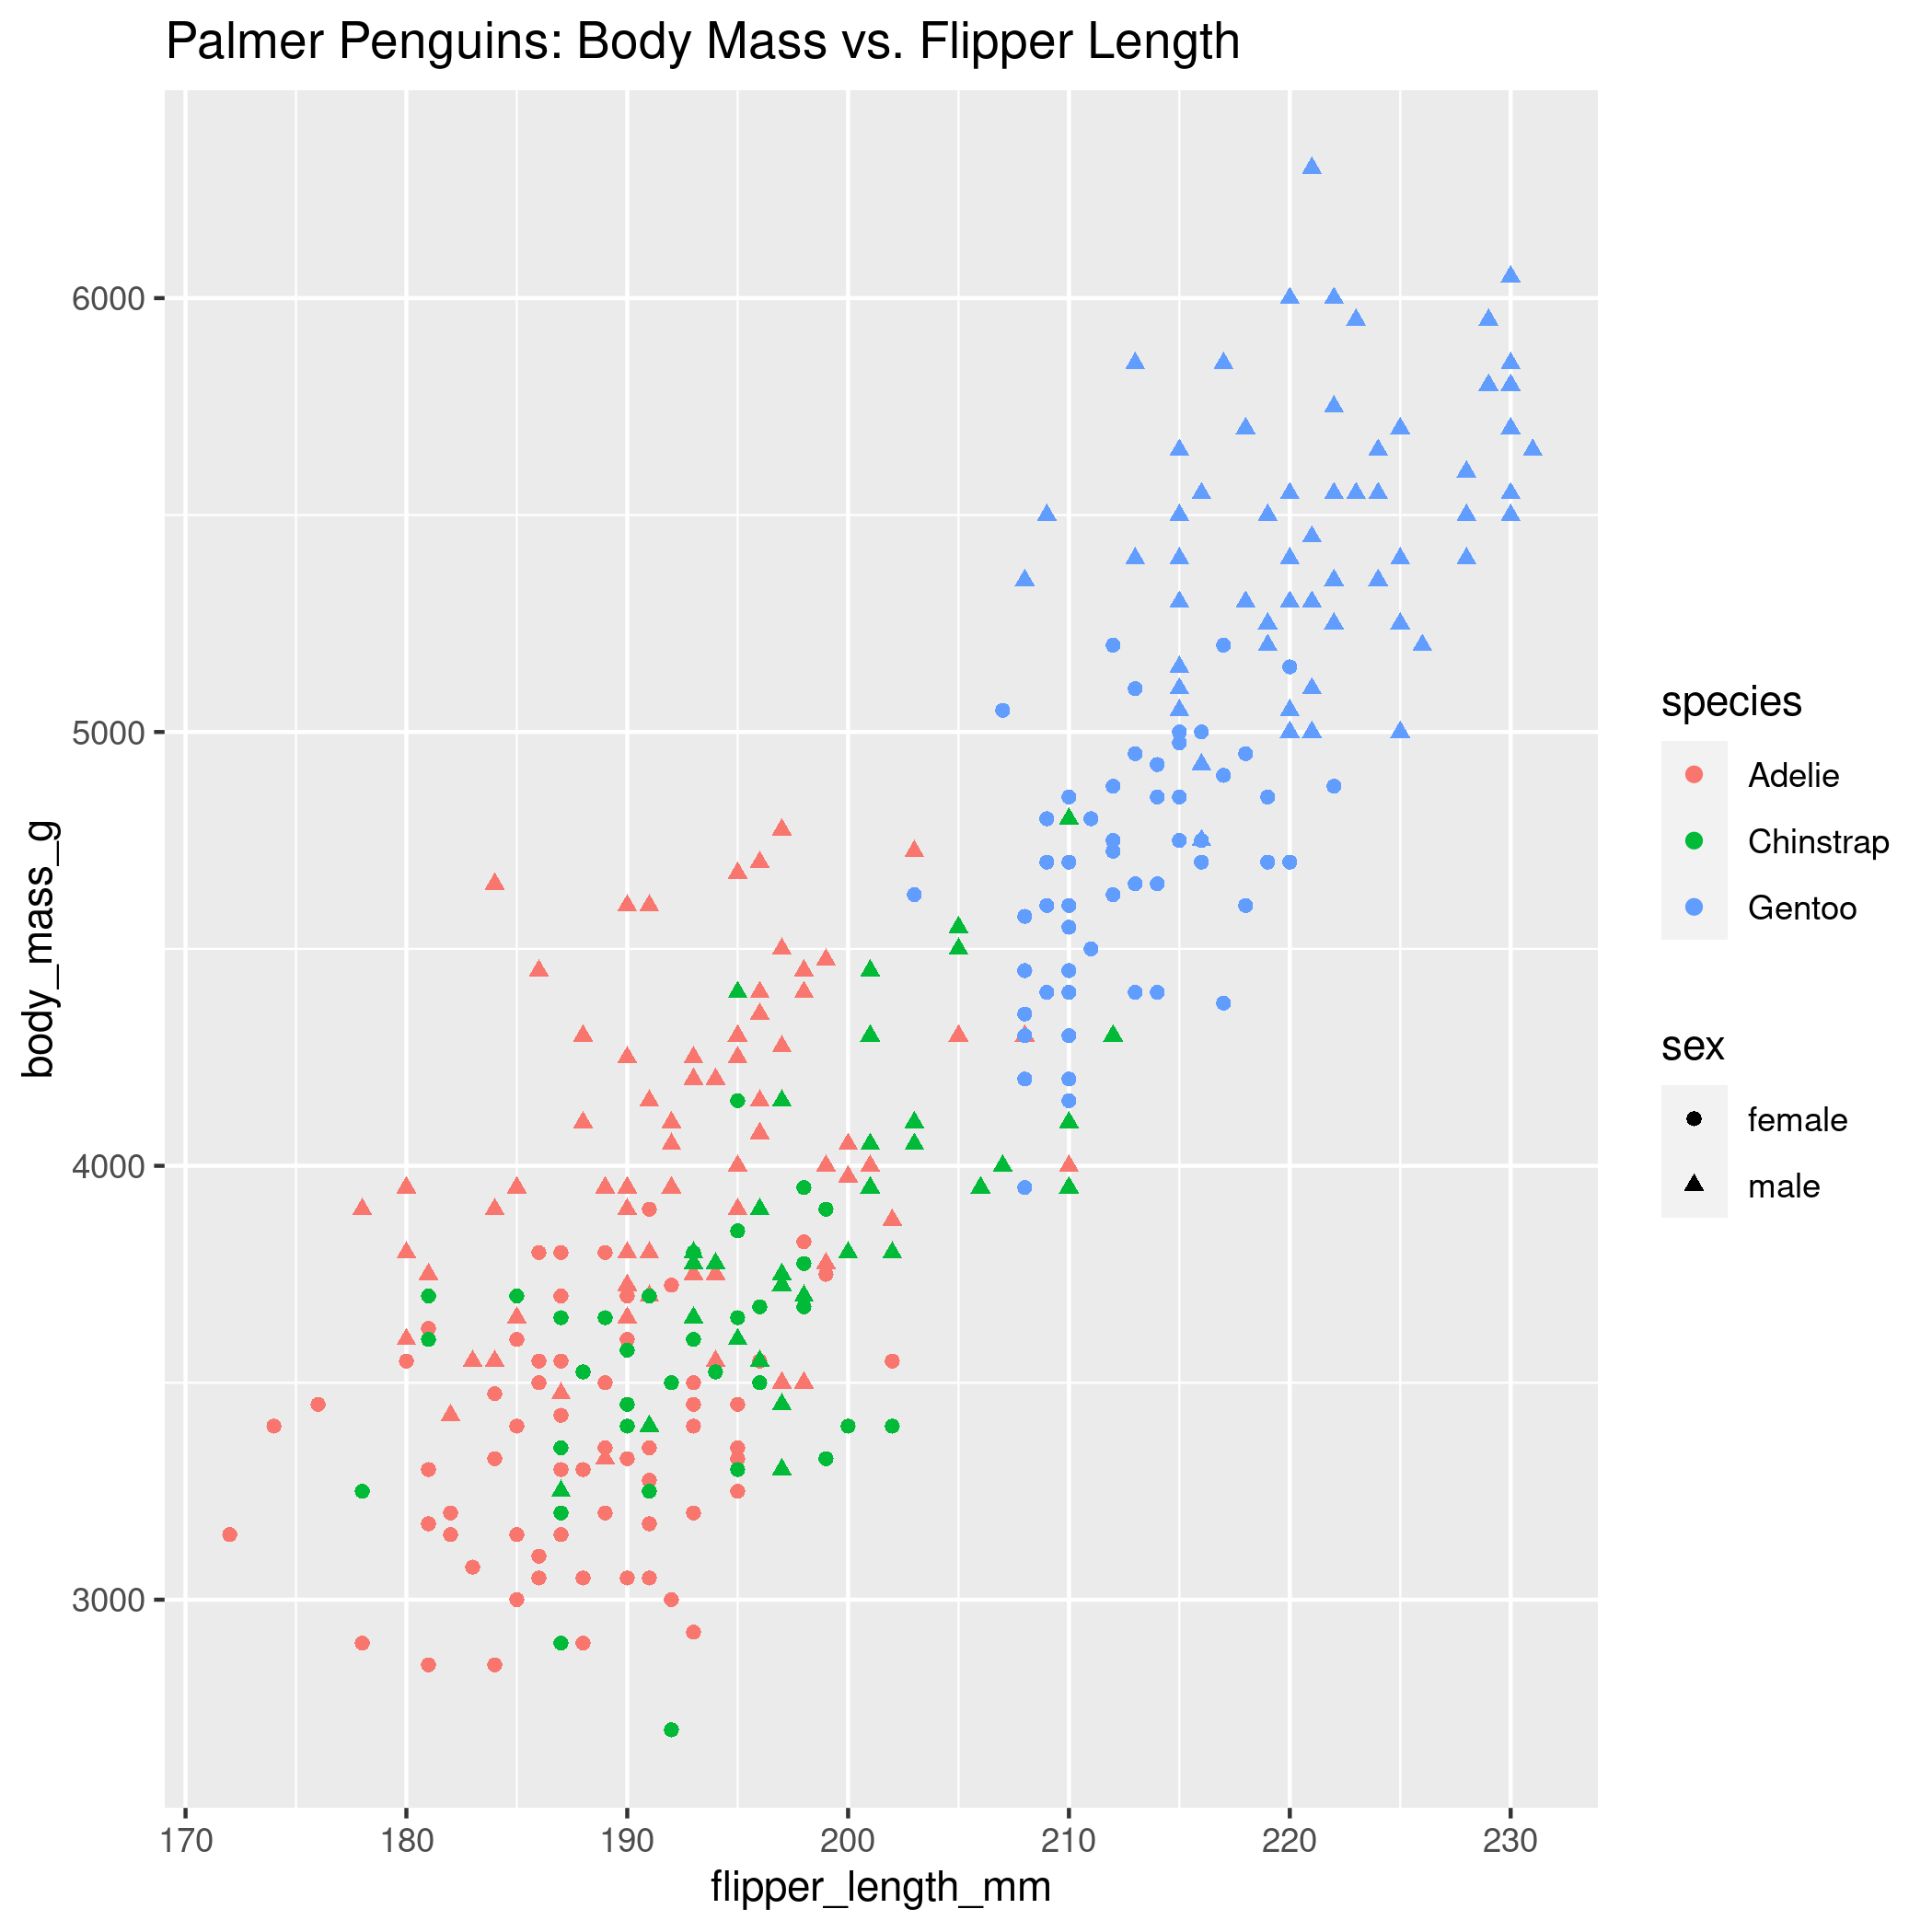 Palmer Penguins: Body Mass vs. Flipper Length
body_mass_g
6000
5000
4000
3000
170 180 190 200 210 220 230
flipper_length_mm
species
Adelie
Chinstrap
Gentoo
sex
female
male